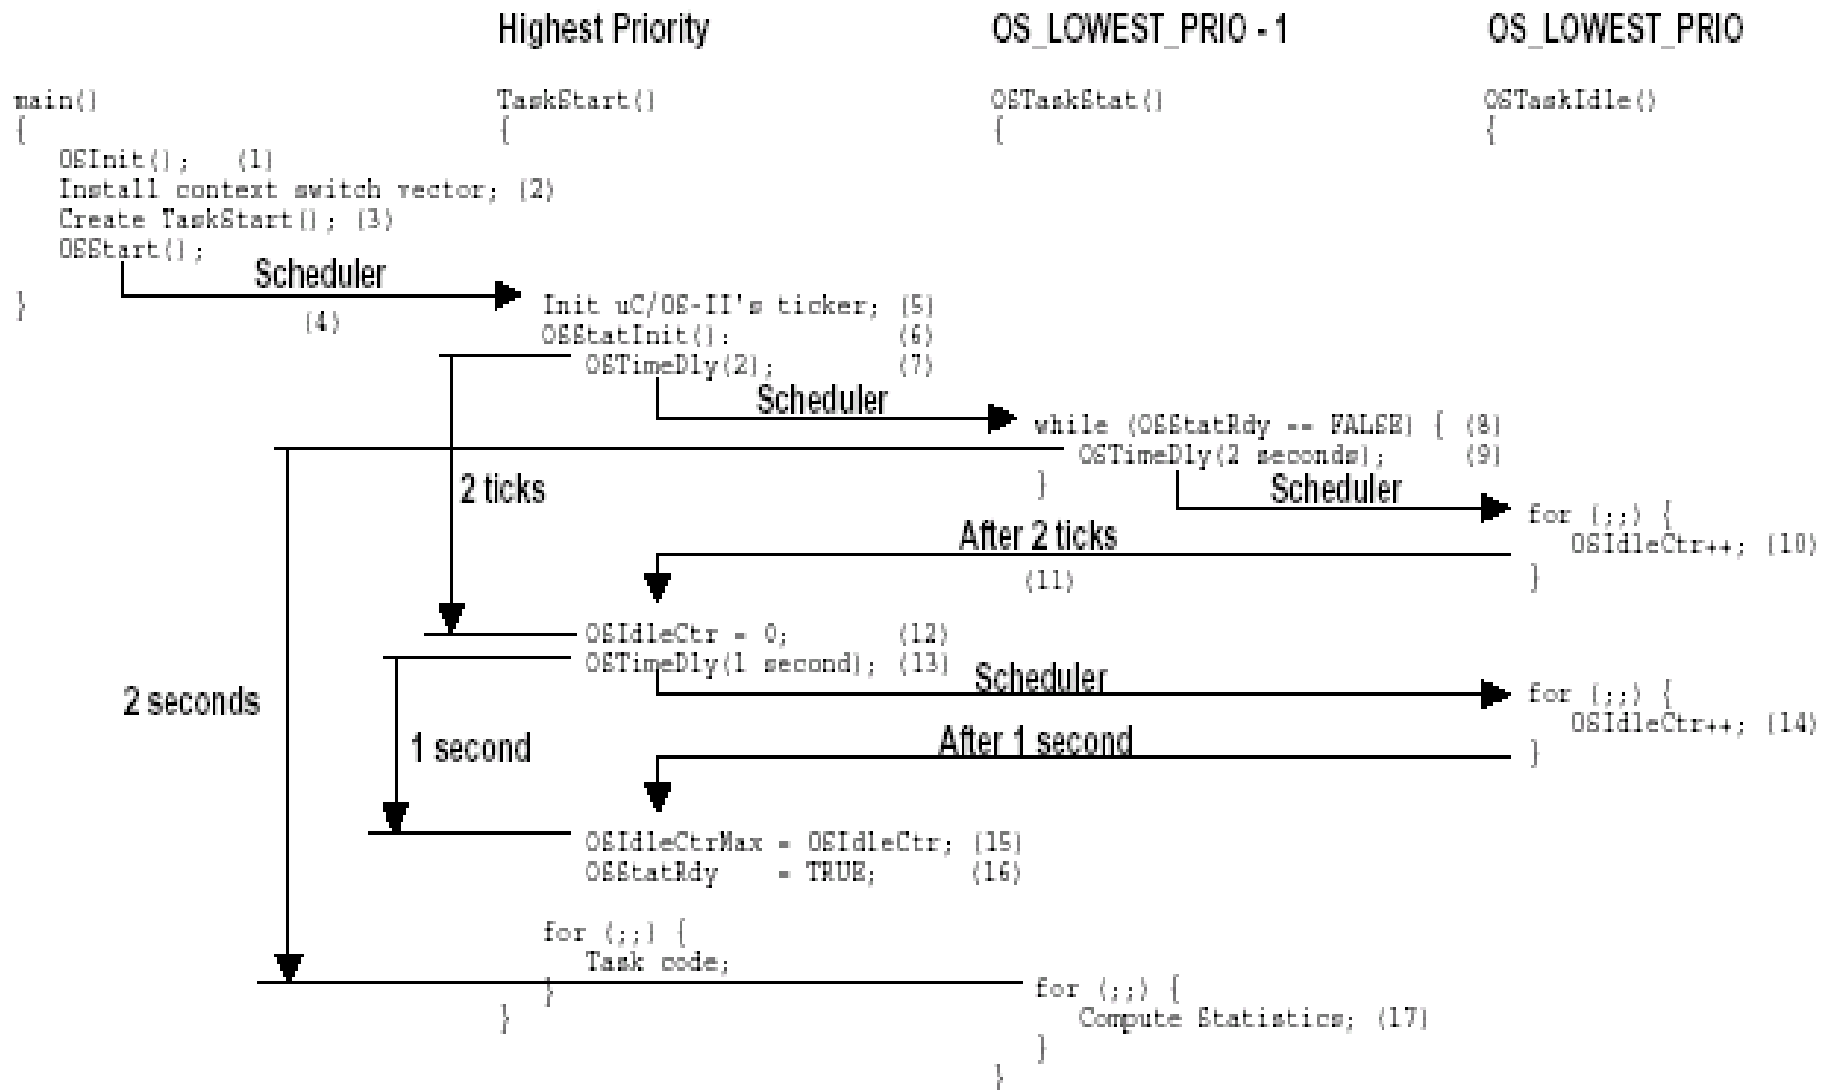 Highest Priority OS_LOWEST_PRIO - 1 OS_LOWEST_PRIO
main() TaskStart() OSTaskStat() OSTaskIdle()
{ { { {
OSInit(); (1)
Install context switch vector; (2)
Create TaskStart(); (3)
OSStart();
Scheduler
} (4)
Init uC/OS-II's ticker; (5)
OSStatInit(): (6)
OSTimeDly(2); (7)
Scheduler
while (OSStatRdy == FALSE) { (8)
OSTimeDly(2 seconds); (9)
}
2 ticks
Scheduler
for (;;) {
OSIdleCtr++; (10)
}
After 2 ticks
(11)
OSIdleCtr = 0; (12)
OSTimeDly(1 second); (13)
Scheduler
2 seconds
for (;;) {
OSIdleCtr++; (14)
}
1 second
After 1 second
OSIdleCtrMax = OSIdleCtr; (15)
OSStatRdy = TRUE; (16)
for (;;) {
Task code;
}
}
for (;;) {
Compute Statistics; (17)
}
}